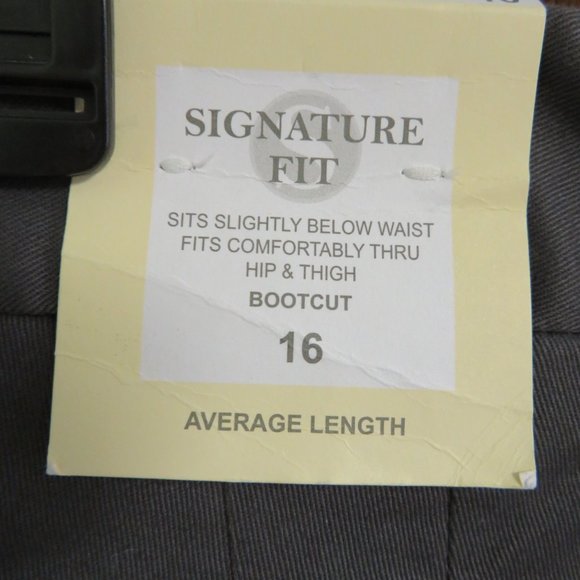 S
SIGNATURE
FIT
SITS SLIGHTLY BELOW WAIST
FITS COMFORTABLY THRU
HIP & THIGH
BOOTCUT
16
AVERAGE LENGTH